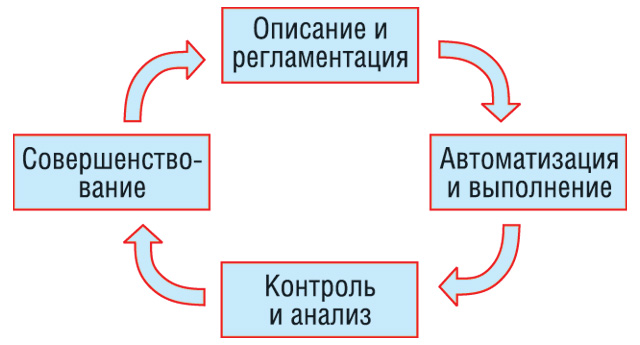 Описание и
регламентация
Автоматизация
и выполнение
Контроль
и анализ
Совершенство-
вание